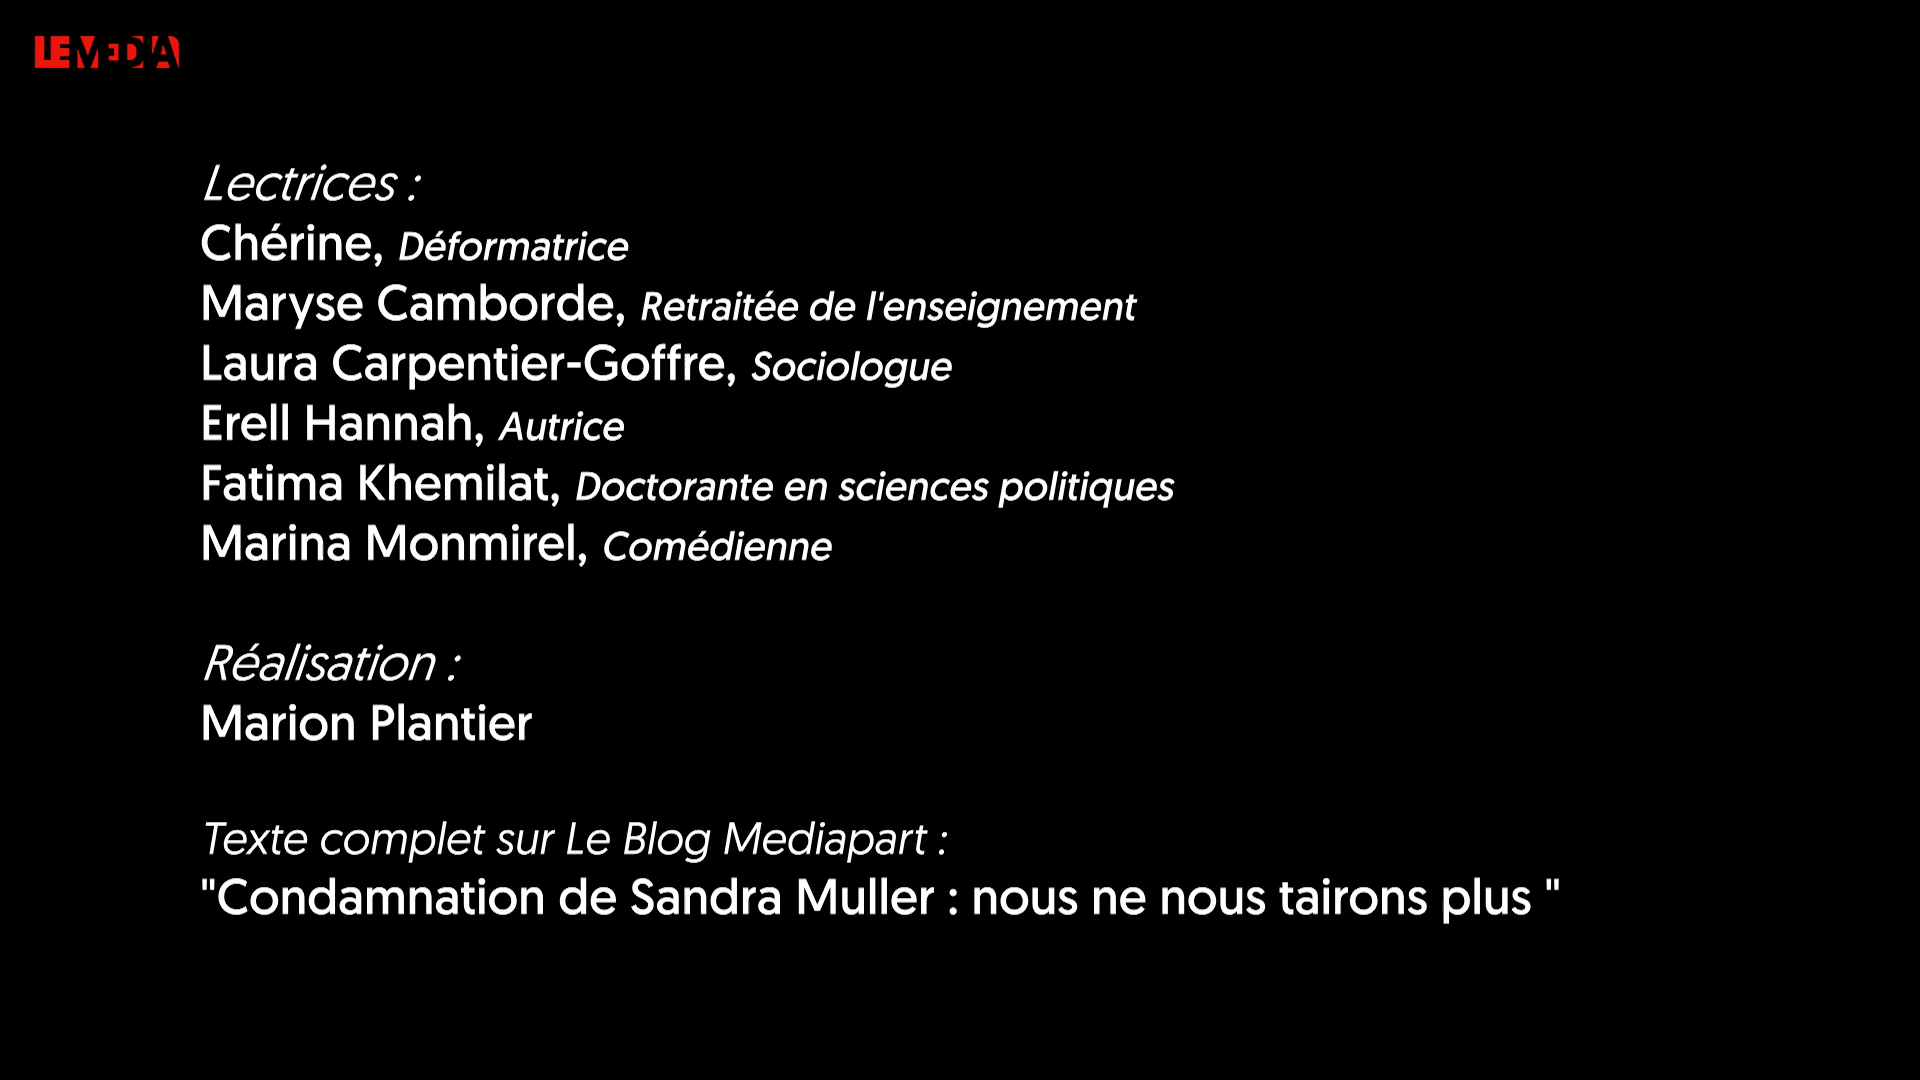 LEMEDIA
Lectrices :
Chérine, Déformatrice
Maryse Camborde, Retraitée de l'enseignement
Laura Carpentier-Goffre, Sociologue
Erell Hannah, Autrice
Fatima Khemilat, Doctorante en sciences politiques
Marina Monmirel, Comédienne
Réalisation :
Marion Plantier
Texte complet sur Le Blog Mediapart :
"Condamnation de Sandra Muller : nous ne nous tairons plus "